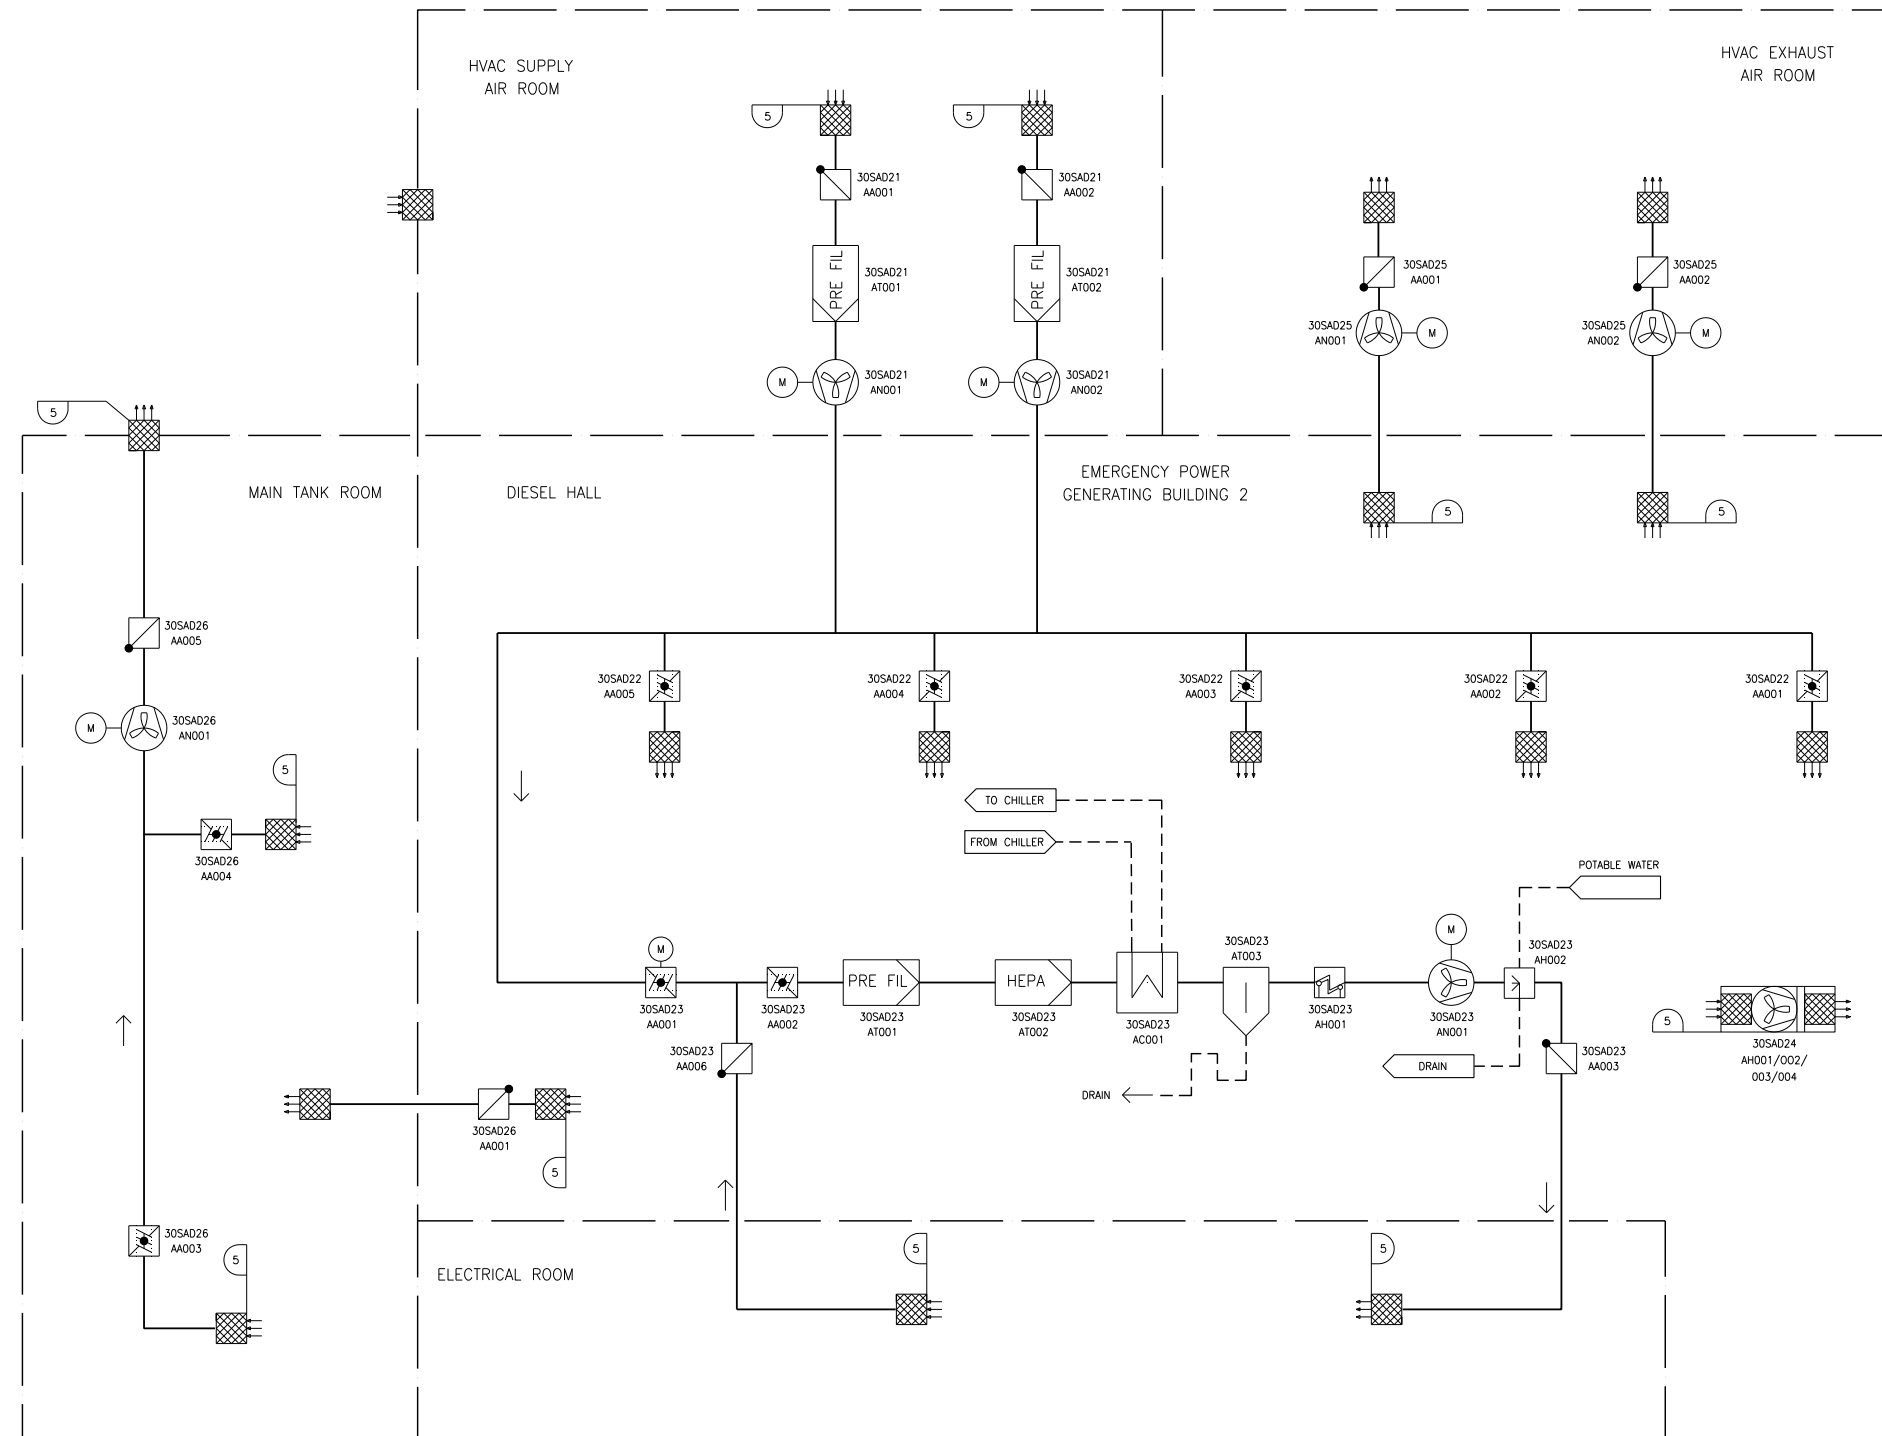 HVAC SUPPLY
AIR ROOM
HVAC EXHAUST
AIR ROOM
5
5
30SAD21
AA001
30SAD21
AA002
PRE FIL
30SAD21
AT001
PRE FIL
30SAD21
AT002
30SAD25
AA001
30SAD25
AA002
30SAD25
AN001
M
30SAD25
AN002
M
M
30SAD21
AN001
M
30SAD21
AN002
5
MAIN TANK ROOM
DIESEL HALL
EMERGENCY POWER
GENERATING BUILDING 2
5
5
30SAD26
AA005
M
30SAD26
AN001
30SAD22
AA005
30SAD22
AA004
30SAD22
AA003
30SAD22
AA002
30SAD22
AA001
5
30SAD26
AA004
TO CHILLER
FROM CHILLER
POTABLE WATER
M
30SAD23
AA001
30SAD23
AA002
PRE FIL
30SAD23
AT001
HEPA
30SAD23
AT002
30SAD23
AC001
30SAD23
AT003
30SAD23
AH001
M
30SAD23
AN001
30SAD23
AH002
5
30SAD24
AH001/002/
003/004
30SAD23
AA006
DRAIN
DRAIN
30SAD23
AA003
30SAD26
AA001
5
30SAD26
AA003
5
ELECTRICAL ROOM
5
5